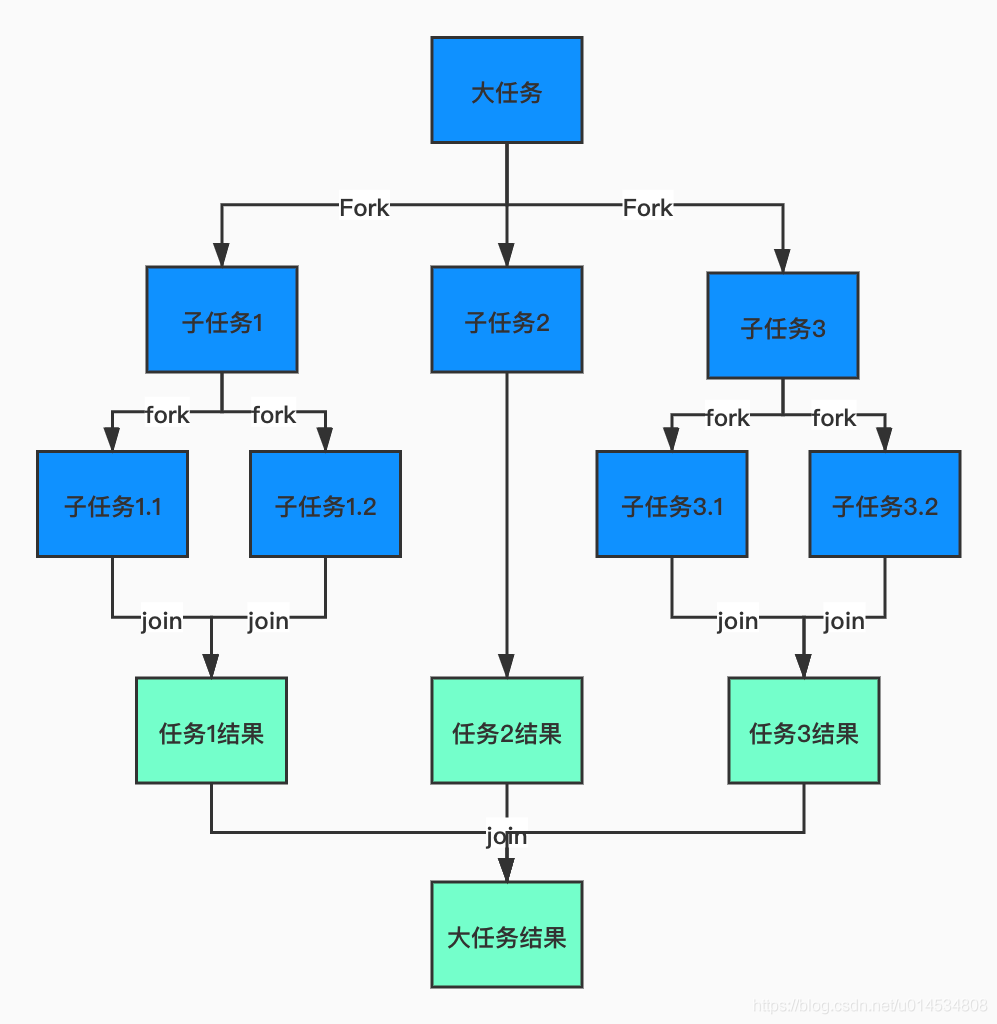 大任务
Fork
Fork
子任务1
子任务2
子任务3
fork
fork
fork
fork
子任务1.1
子任务1.2
子任务3.1
子任务3.2
join
join
join
join
任务1结果
任务2结果
任务3结果
join
大任务结果
https://blog.csdn.net/u014534808